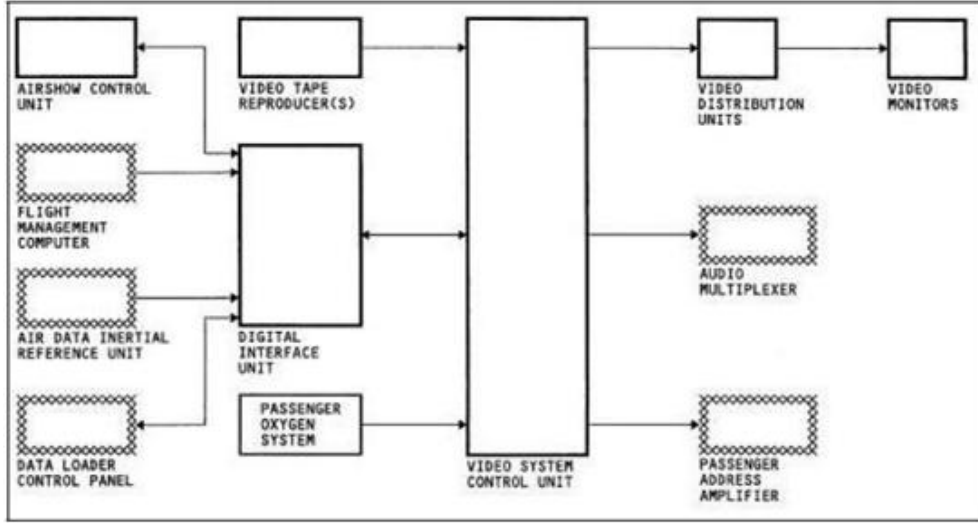 AIRSHOW CONTROL
UNIT
VIDEO TAPE
REPRODUCER(S)
VIDEO
DISTRIBUTION
UNITS
VIDEO
MONITORS
FLIGHT
MANAGEMENT
COMPUTER
AUDIO
MULTIPLEXER
AIR DATA INERTIAL
REFERENCE UNIT
DIGITAL
INTERFACE
UNIT
PASSENGER
OXYGEN
SYSTEM
DATA LOADER
CONTROL PANEL
VIDEO SYSTEM
CONTROL UNIT
PASSENGER
ADDRESS
AMPLIFIER